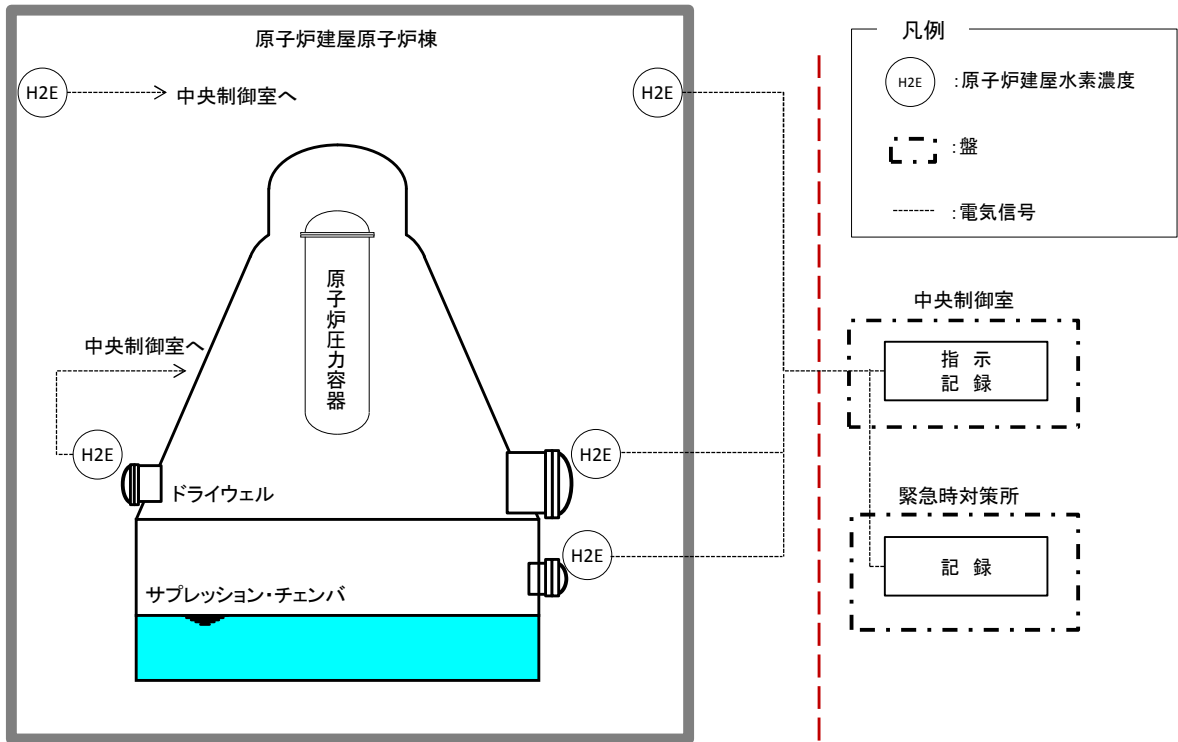 原子炉建屋原子炉棟
H2E
中央制御室へ
H2E
原子炉圧力容器
中央制御室へ
H2E
H2E
ドライウェル
H2E
サプレッション・チェンバ
凡例
H2E
:原子炉建屋水素濃度
:盤
:電気信号
中央制御室
指 示
記 録
緊急時対策所
記 録